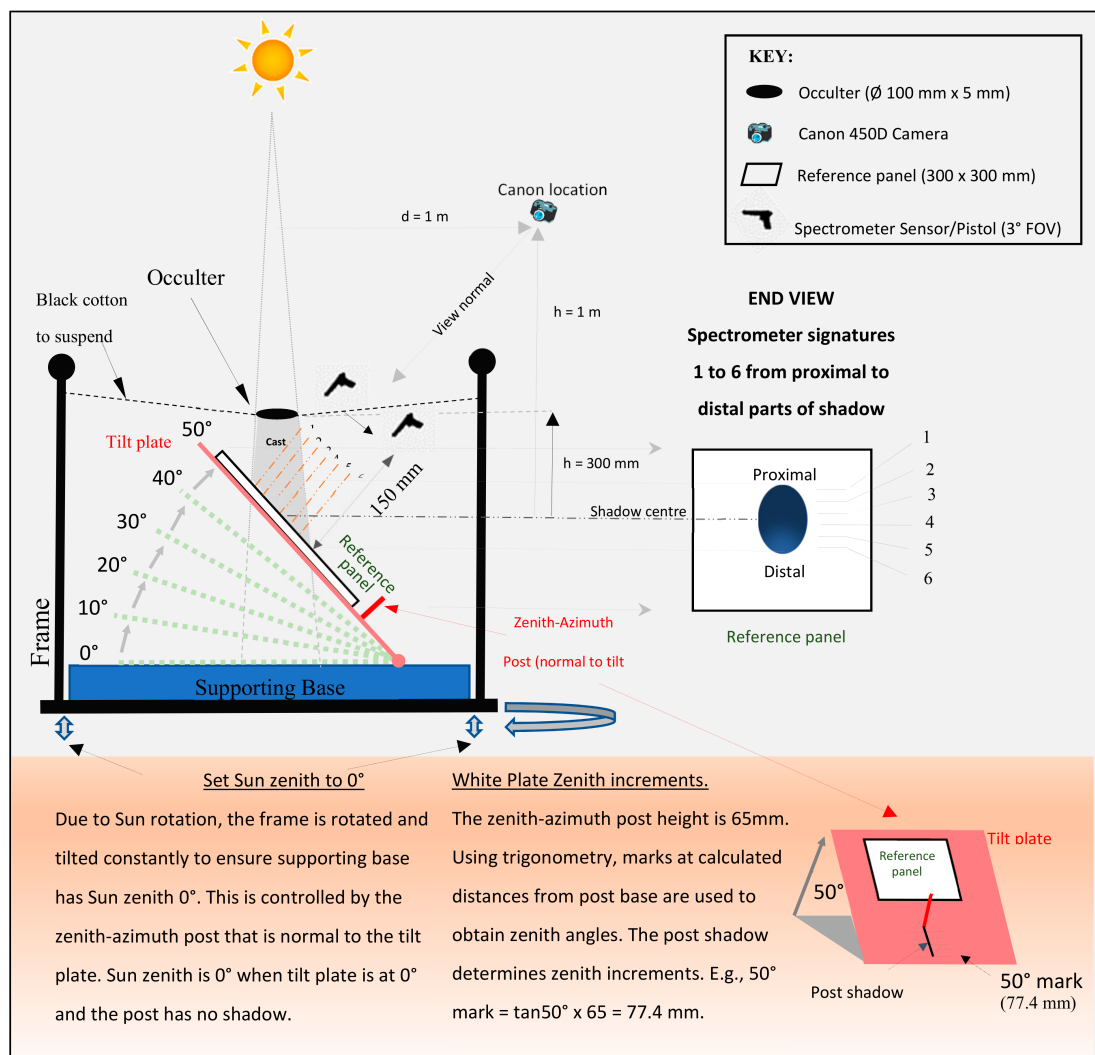 KEY:
Occulter (Ø 100 mm x 5 mm)
Canon 450D Camera
Reference panel (300 x 300 mm)
Spectrometer Sensor/Pistol (3° FOV)
Canon location
d = 1 m
View normal
h = 1 m
Occulter
Black cotton
to suspend
END VIEW
Spectrometer signatures
1 to 6 from proximal to
distal parts of shadow
Tilt plate
50°
40°
30°
20°
10°
0°
Cast
150 mm
h = 300 mm
Shadow centre
Reference
panel
Proximal
Distal
1
2
3
4
5
6
Reference panel
Zenith-Azimuth
Post (normal to tilt
Frame
Supporting Base
Set Sun zenith to 0°
Due to Sun rotation, the frame is rotated and
tilted constantly to ensure supporting base
has Sun zenith 0°. This is controlled by the
zenith-azimuth post that is normal to the tilt
plate. Sun zenith is 0° when tilt plate is at 0°
and the post has no shadow.
White Plate Zenith increments.
The zenith-azimuth post height is 65mm.
Using trigonometry, marks at calculated
distances from post base are used to
obtain zenith angles. The post shadow
determines zenith increments. E.g., 50°
mark = tan50° x 65 = 77.4 mm.
Tilt plate
Reference
panel
50°
Post shadow
50° mark
(77.4 mm)